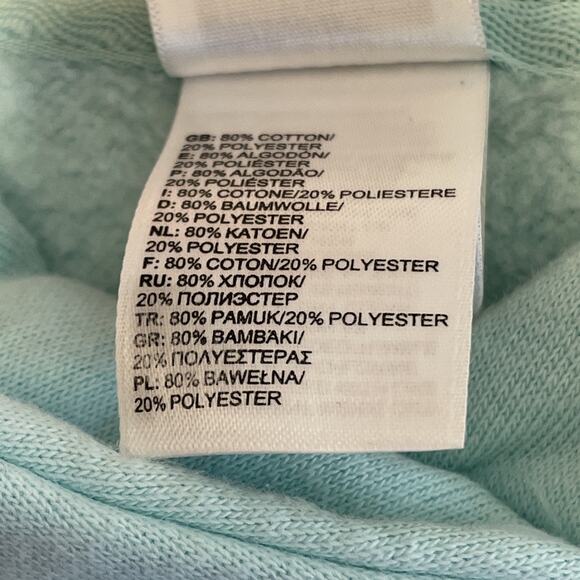 GB: 80% COTTON/
20% POLYESTER
E: 80% ALGODÓN/
20% POLIÉSTER
P: 80% ALGODÃO/
20% POLIÉSTER
I: 80% COTONE/20% POLIESTERE
D: 80% BAUMWOLLE/
20% POLYESTER
NL: 80% KATOEN/
20% POLYESTER
F: 80% COTON/20% POLYESTER
RU: 80% ХЛОПОК/
20% ПОЛИЭСТЕР
TR: 80% PAMUK/20% POLYESTER
GR: 80% BAMBAKI/
20% ΠΟΛΥΕΣΤΕΡΑΣ
PL: 80% BAWEŁNA/
20% POLYESTER